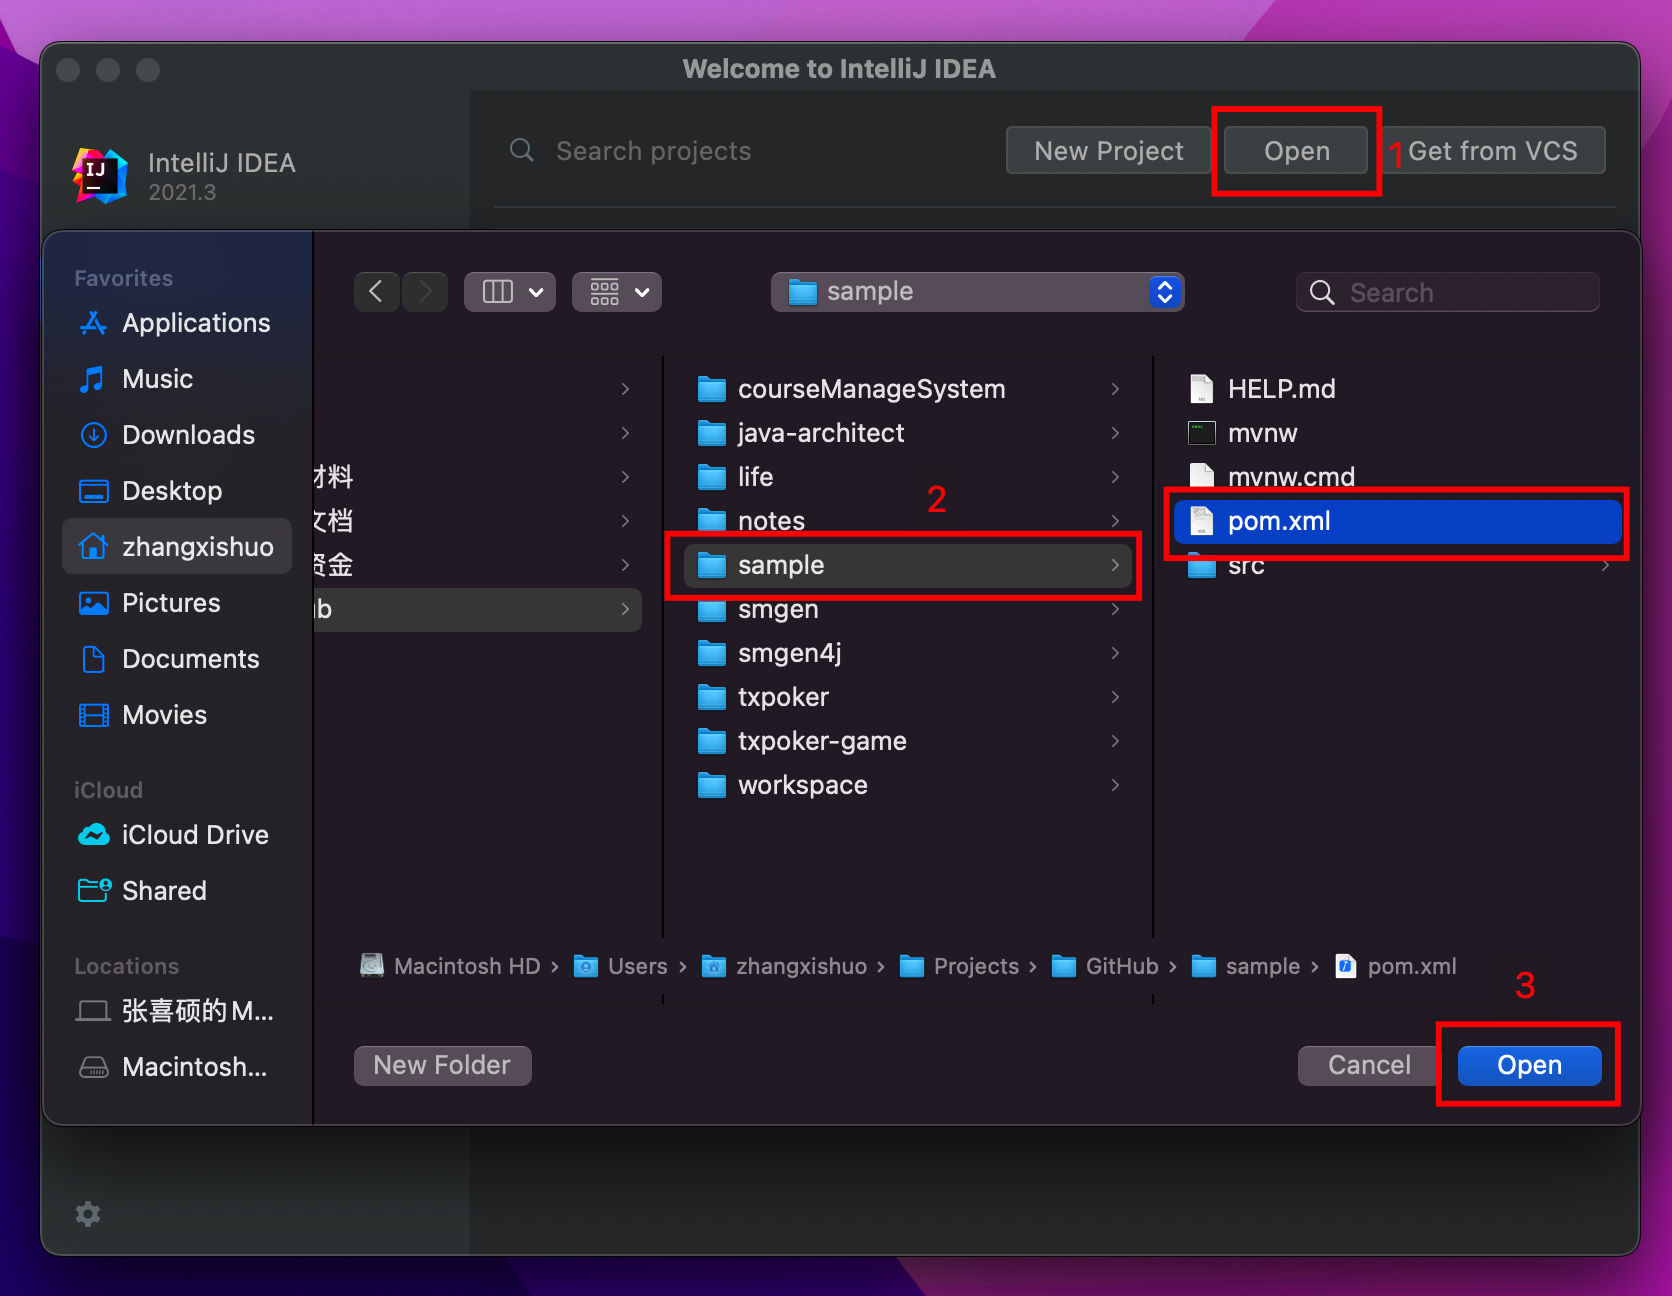 Welcome to IntelliJ IDEA
IJ
IntelliJ IDEA
2021.3
Search projects
New Project
Open
1
Get from VCS
Favorites
Applications
Music
Downloads
Desktop
zhangxishuo
Pictures
Documents
Movies
iCloud
iCloud Drive
Shared
Locations
张喜硕的 M...
Macintosh...
sample
Search
材料
文档
资金
ub
courseManageSystem
java-architect
life
2
notes
sample
smgen
smgen4j
txpoker
txpoker-game
workspace
HELP.md
mvnw
mvnw.cmd
pom.xml
src
Macintosh HD › Users › zhangxishuo › Projects › GitHub › sample › pom.xml
3
New Folder
Cancel
Open